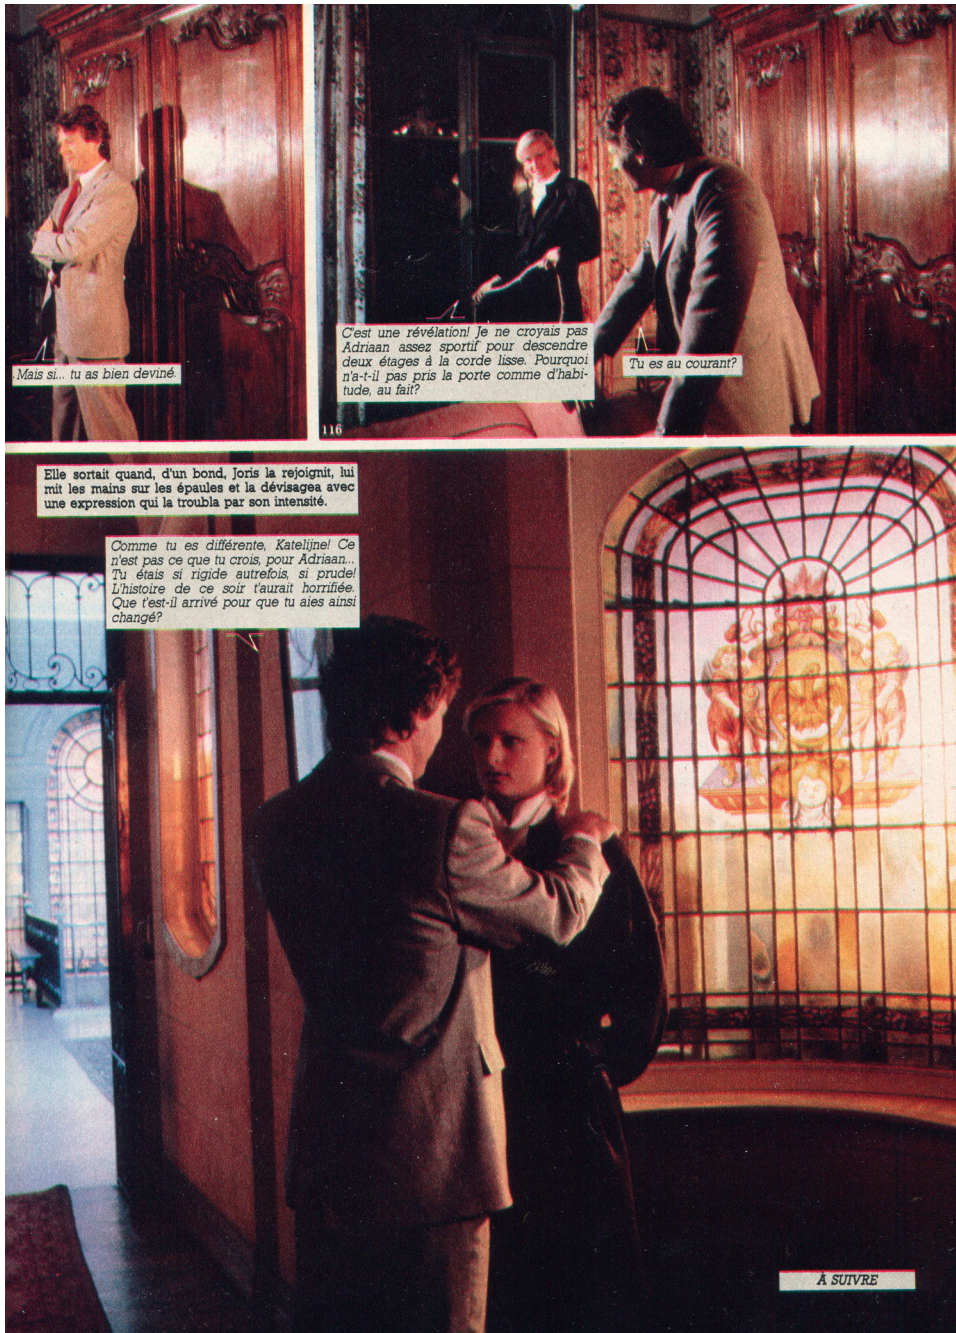 Mais si... tu as bien deviné.
C'est une révélation! Je ne croyais pas
Adriaan assez sportif pour descendre
deux étages à la corde lisse. Pourquoi
n'a-t-il pas pris la porte comme d'habi-
tude, au fait?
Tu es au courant?
116
Elle sortait quand, d'un bond, Joris la rejoignit, lui
mit les mains sur les épaules et la dévisagea avec
une expression qui la troubla par son intensité.
Comme tu es différente, Katelijne! Ce
n'est pas ce que tu crois, pour Adriaan...
Tu étais si rigide autrefois, si prude!
L'histoire de ce soir t'aurait horrifiée.
Que t'est-il arrivé pour que tu aies ainsi
changé?
À SUIVRE